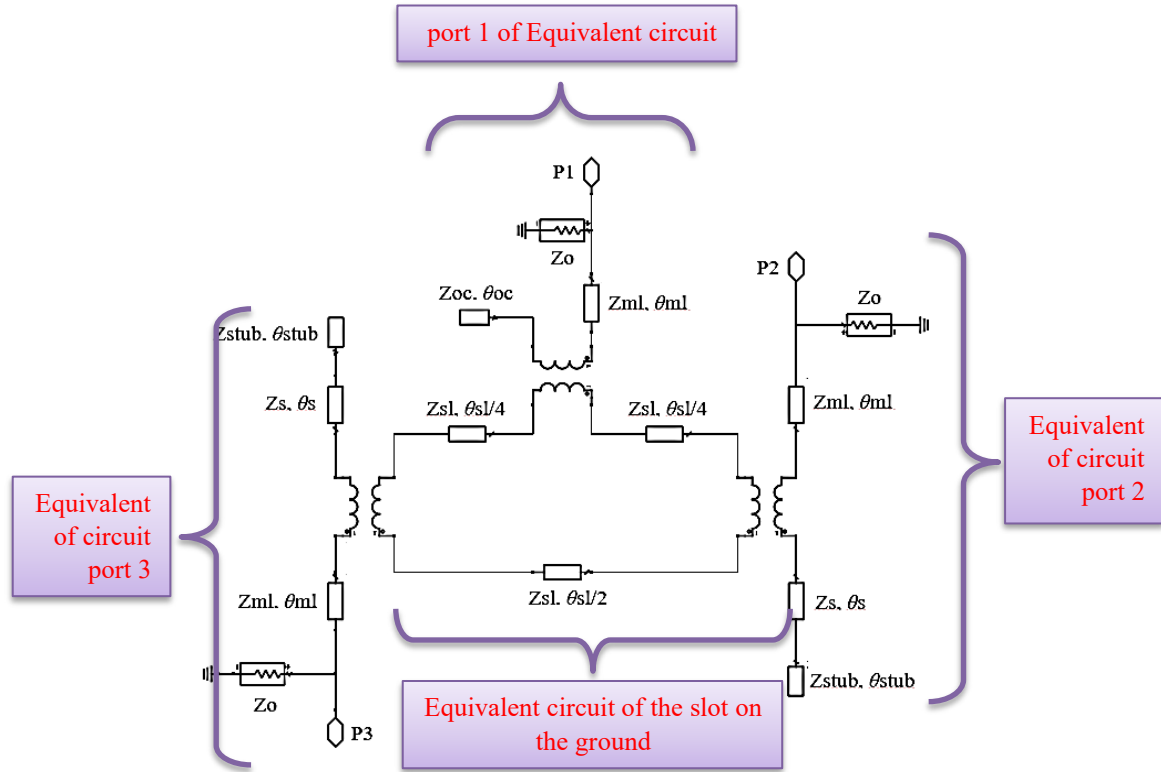 port 1 of Equivalent circuit
P1
Zo
P2
Zoc, θoc
Zml, θml
Zo
Zstub, θstub
Zs, θs
Zsl, θsl/4
Zsl, θsl/4
Zml, θml
Equivalent
of circuit
port 2
Equivalent
of circuit
port 3
Zml, θml
Zsl, θsl/2
Zs, θs
Zo
Zstub, θstub
P3
Equivalent circuit of the slot on
the ground